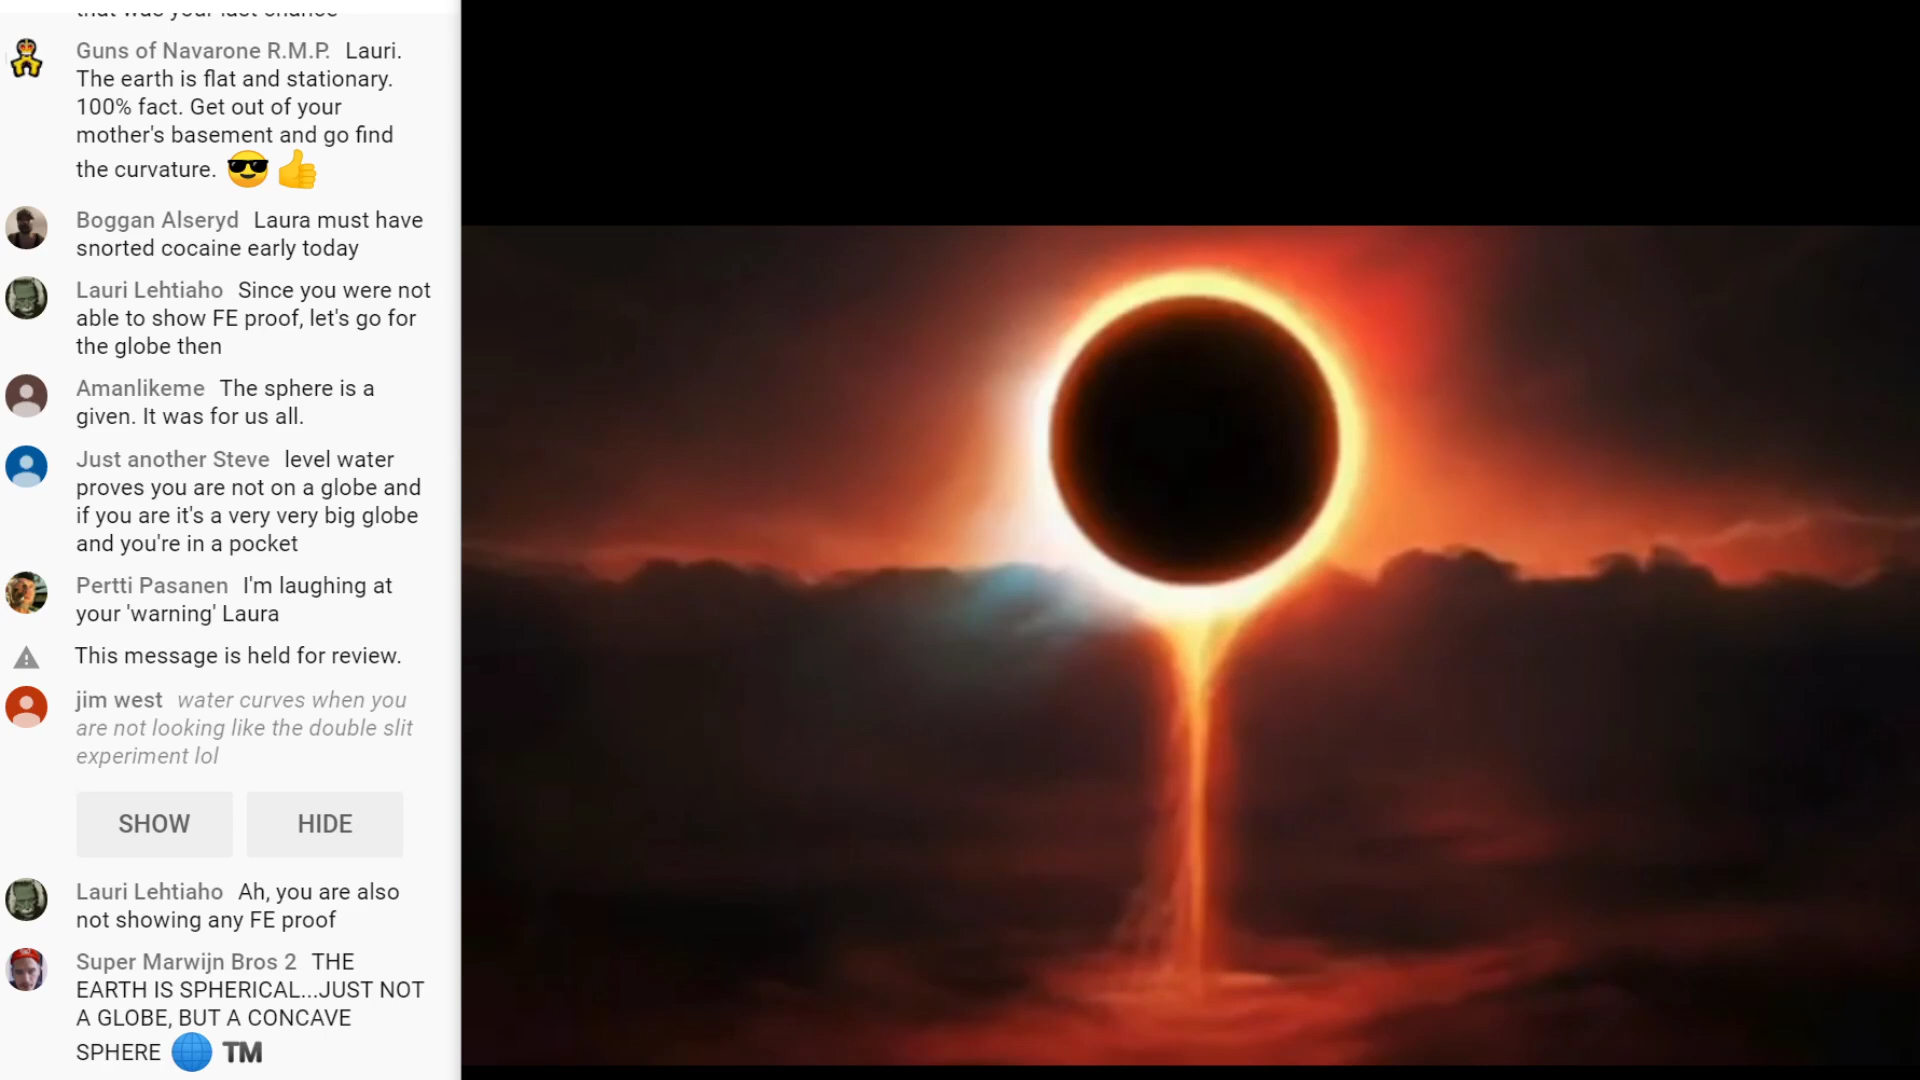 that was your last chance
Guns of Navarone R.M.P. Lauri.
The earth is flat and stationary.
100% fact. Get out of your
mother's basement and go find
the curvature. 😎👍
Boggan Alseryd Laura must have
snorted cocaine early today
Lauri Lehtiaho Since you were not
able to show FE proof, let's go for
the globe then
Amanlikeme The sphere is a
given. It was for us all.
Just another Steve level water
proves you are not on a globe and
if you are it's a very very big globe
and you're in a pocket
Pertti Pasanen I'm laughing at
your 'warning' Laura
This message is held for review.
jim west water curves when you
are not looking like the double slit
experiment lol
SHOW HIDE
Lauri Lehtiaho Ah, you are also
not showing any FE proof
Super Marwijn Bros 2 THE
EARTH IS SPHERICAL...JUST NOT
A GLOBE, BUT A CONCAVE
SPHERE 🌐 ™️